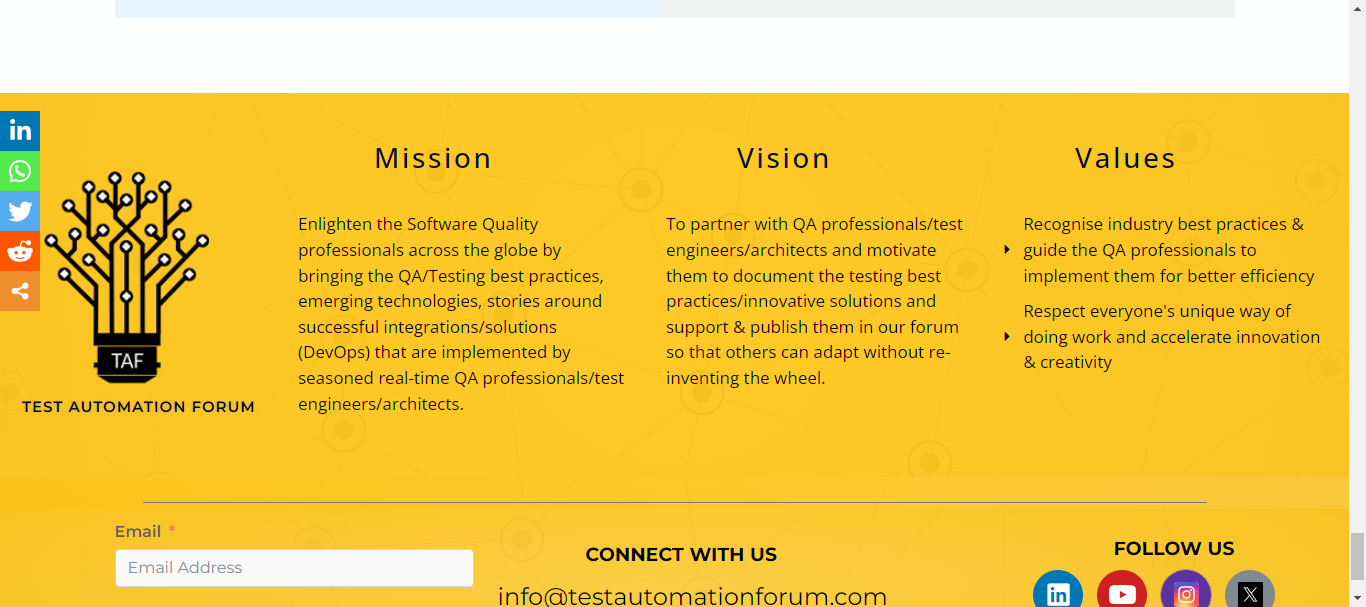 Mission
Vision
Values
Enlighten the Software Quality
professionals across the globe by
bringing the QA/Testing best practices,
emerging technologies, stories around
successful integrations/solutions
(DevOps) that are implemented by
seasoned real-time QA professionals/test
engineers/architects.
To partner with QA professionals/test
engineers/architects and motivate
them to document the testing best
practices/innovative solutions and
support & publish them in our forum
so that others can adapt without re-
inventing the wheel.
Recognise industry best practices &
guide the QA professionals to
implement them for better efficiency
Respect everyone's unique way of
doing work and accelerate innovation
& creativity
TAF
TEST AUTOMATION FORUM
Email *
Email Address
CONNECT WITH US
info@testautomationforum.com
FOLLOW US